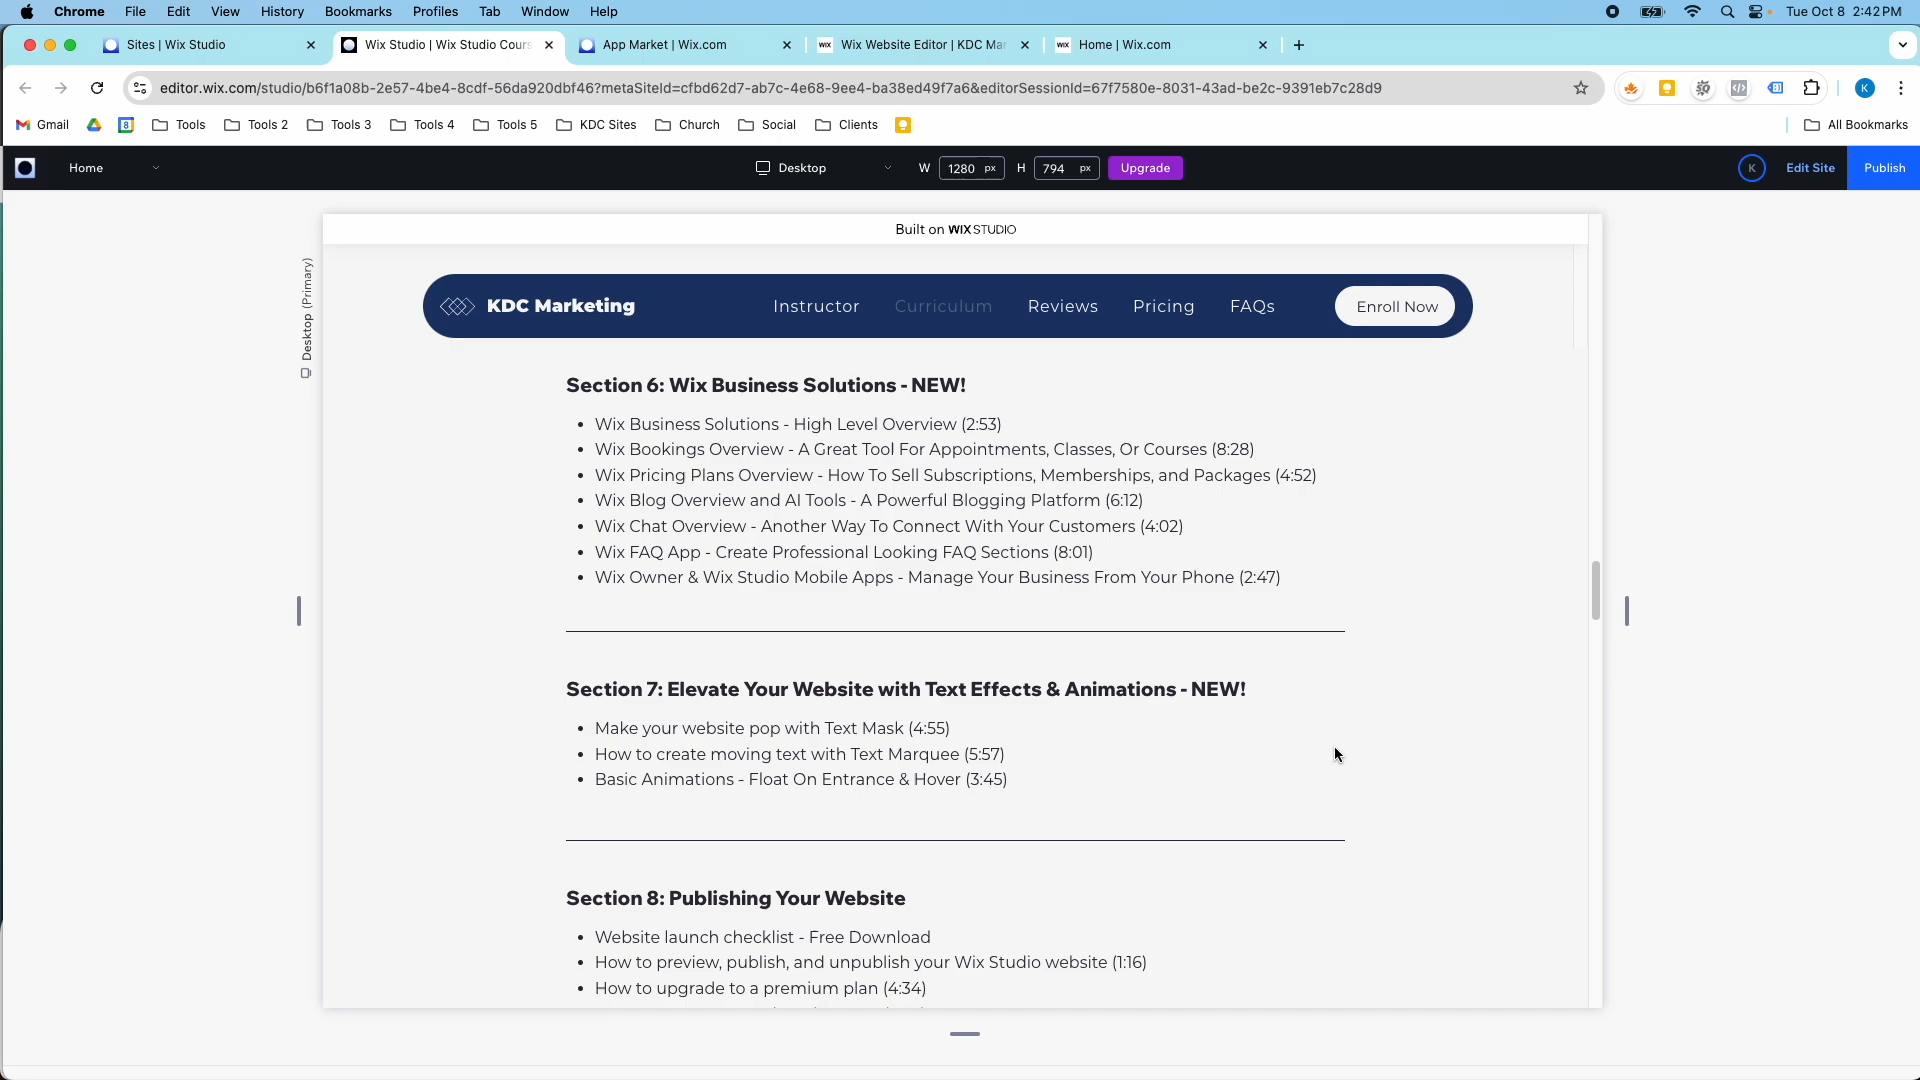 Chrome File Edit View History Bookmarks Profiles Tab Window Help Tue Oct 8 2:42 PM
Sites | Wix Studio
Wix Studio | Wix Studio Cours
App Market | Wix.com
WIX Wix Website Editor | KDC Mar
WIX Home | Wix.com
editor.wix.com/studio/b6f1a08b-2e57-4be4-8cdf-56da920dbf46?metaSiteId=cfbd62d7-ab7c-4e68-9ee4-ba38ed49f7a6&editorSessionId=67f7580e-8031-43ad-be2c-9391eb7c28d9
K
Gmail Tools Tools 2 Tools 3 Tools 4 Tools 5 KDC Sites Church Social Clients All Bookmarks
Home Desktop W 1280 px H 794 px Upgrade K Edit Site Publish
Built on WIX STUDIO
Desktop (Primary)
KDC Marketing Instructor Curriculum Reviews Pricing FAQs Enroll Now
Section 6: Wix Business Solutions - NEW!
• Wix Business Solutions - High Level Overview (2:53)
• Wix Bookings Overview - A Great Tool For Appointments, Classes, Or Courses (8:28)
• Wix Pricing Plans Overview - How To Sell Subscriptions, Memberships, and Packages (4:52)
• Wix Blog Overview and AI Tools - A Powerful Blogging Platform (6:12)
• Wix Chat Overview - Another Way To Connect With Your Customers (4:02)
• Wix FAQ App - Create Professional Looking FAQ Sections (8:01)
• Wix Owner & Wix Studio Mobile Apps - Manage Your Business From Your Phone (2:47)
Section 7: Elevate Your Website with Text Effects & Animations - NEW!
• Make your website pop with Text Mask (4:55)
• How to create moving text with Text Marquee (5:57)
• Basic Animations - Float On Entrance & Hover (3:45)
Section 8: Publishing Your Website
• Website launch checklist - Free Download
• How to preview, publish, and unpublish your Wix Studio website (1:16)
• How to upgrade to a premium plan (4:34)